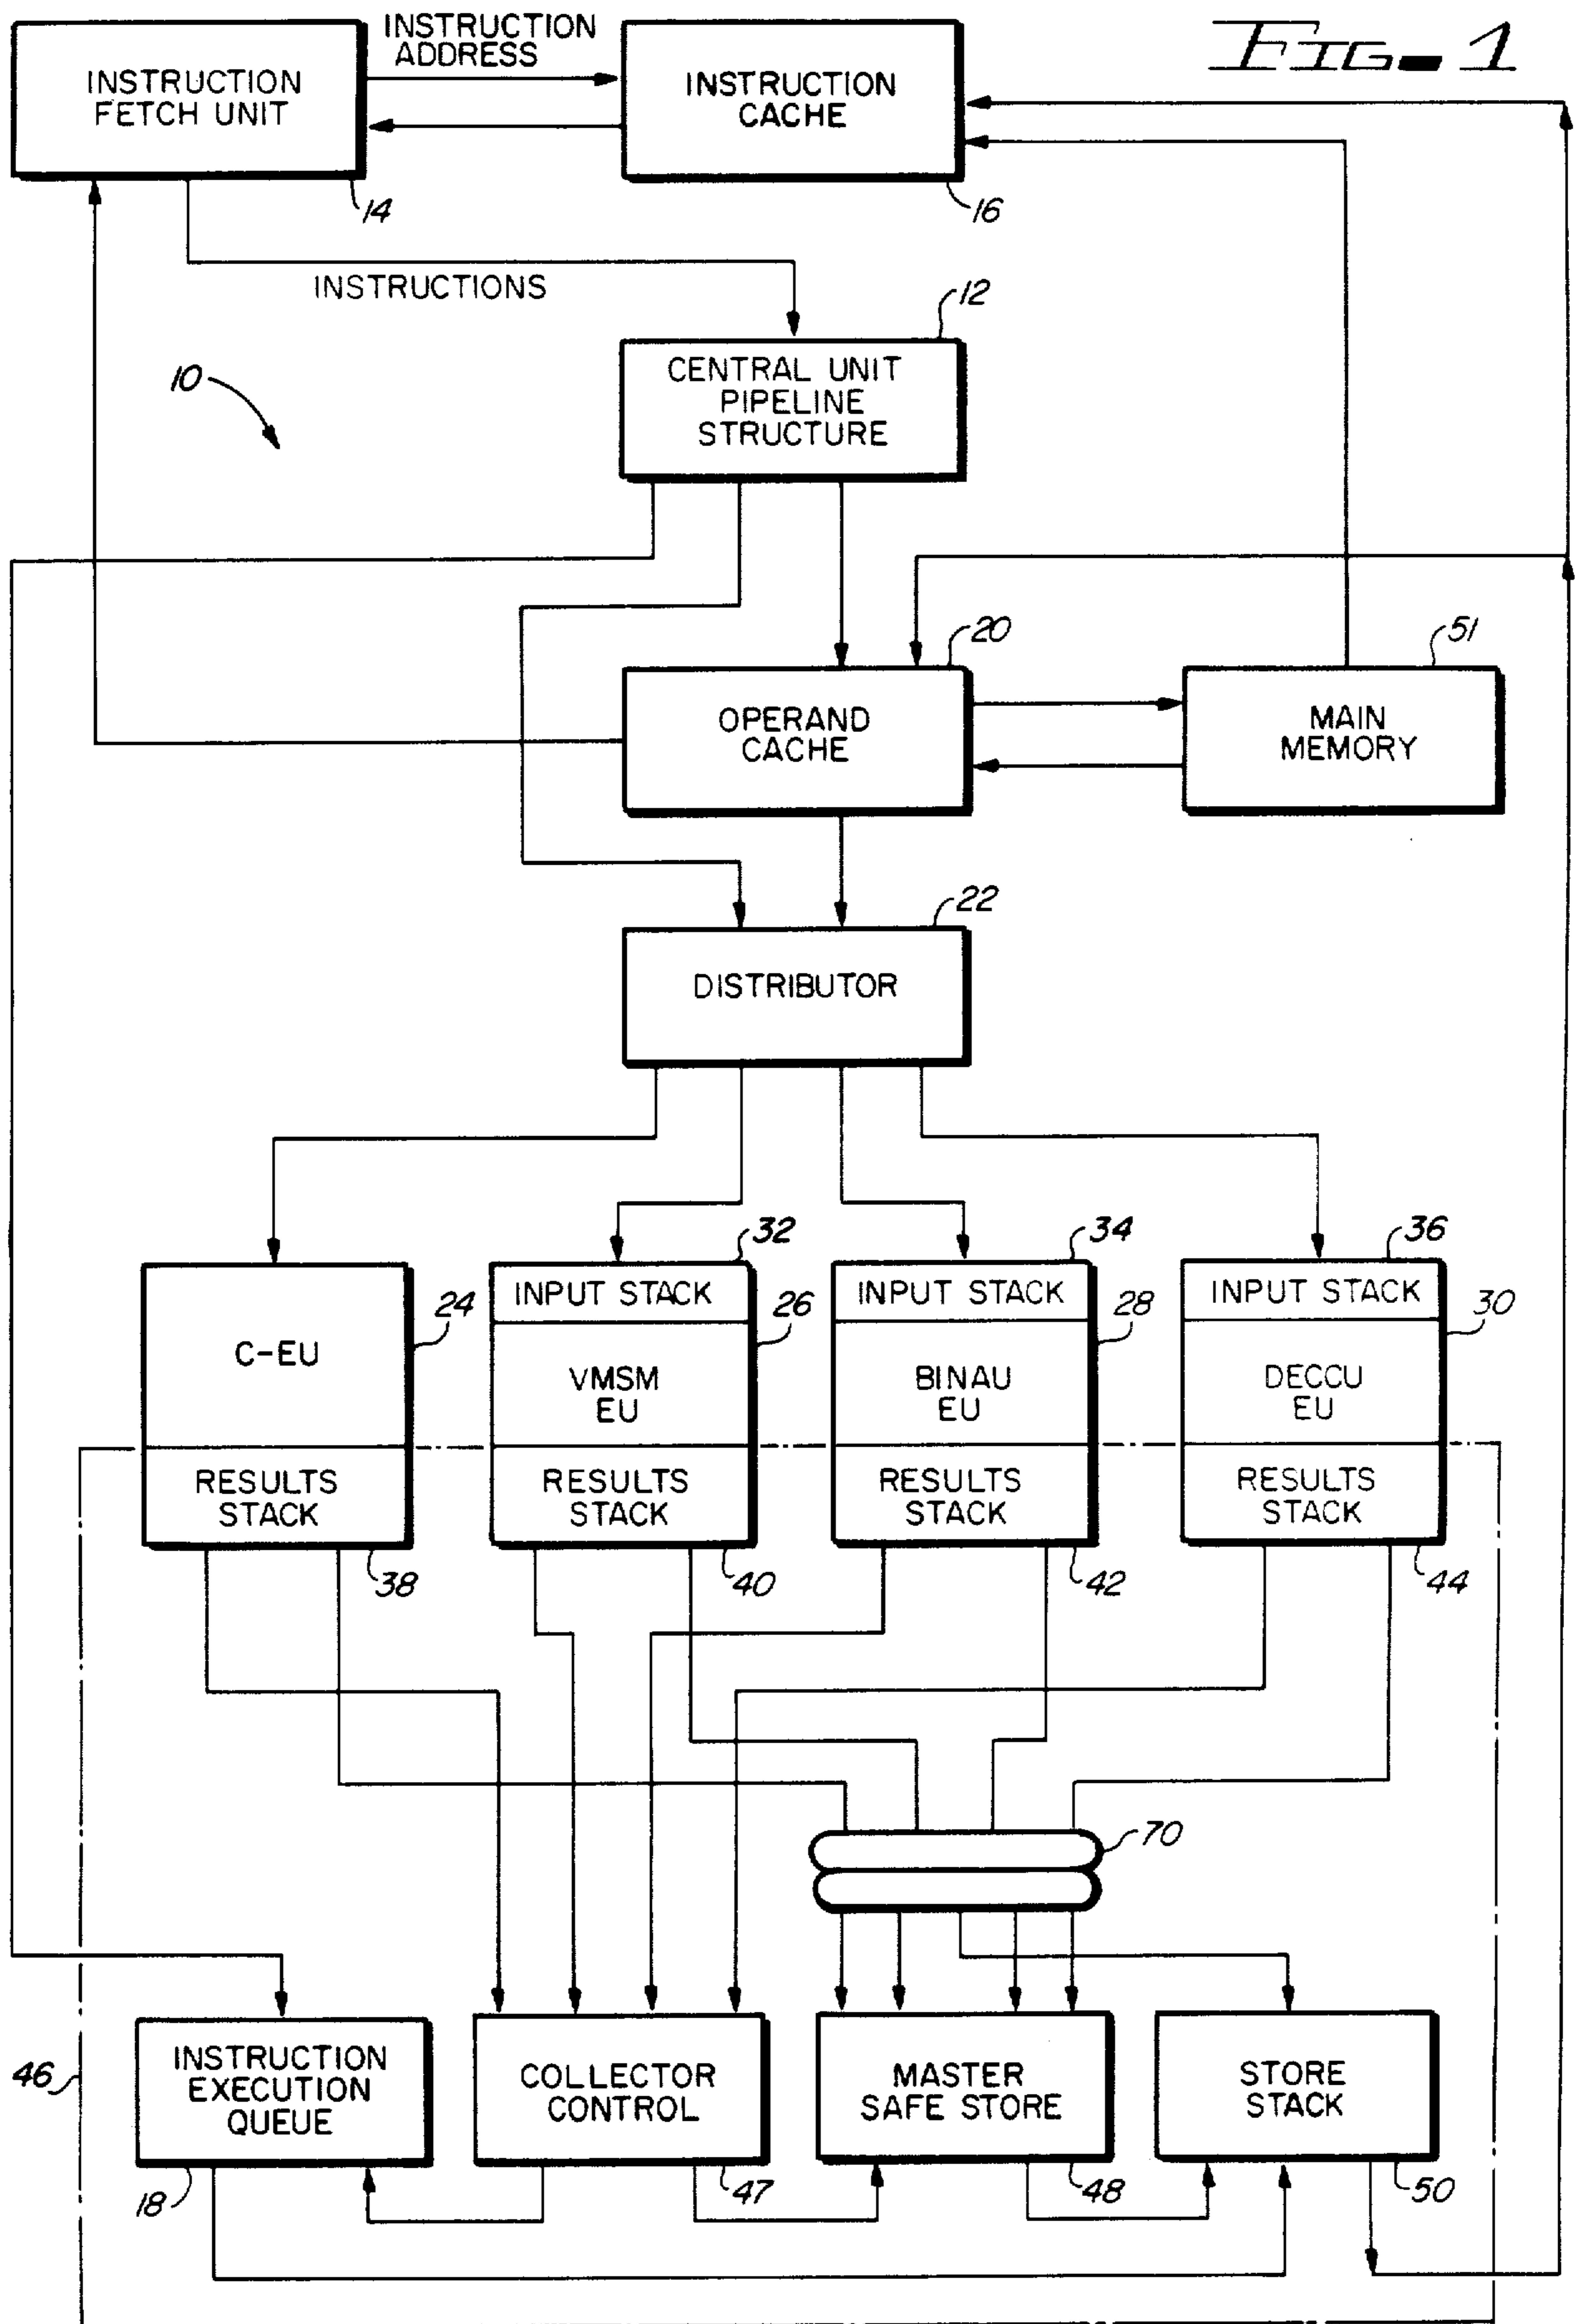 FIG. 1
INSTRUCTION
ADDRESS
INSTRUCTION
FETCH UNIT
INSTRUCTION
CACHE
14
16
INSTRUCTIONS
12
10
CENTRAL UNIT
PIPELINE
STRUCTURE
20
51
OPERAND
CACHE
MAIN
MEMORY
22
DISTRIBUTOR
32
34
36
INPUT STACK
INPUT STACK
INPUT STACK
24
26
28
30
C-EU
VMSM
EU
BINAU
EU
DECCU
EU
RESULTS
STACK
RESULTS
STACK
RESULTS
STACK
RESULTS
STACK
38
40
42
44
70
46
INSTRUCTION
EXECUTION
QUEUE
COLLECTOR
CONTROL
MASTER
SAFE STORE
STORE
STACK
18
47
48
50